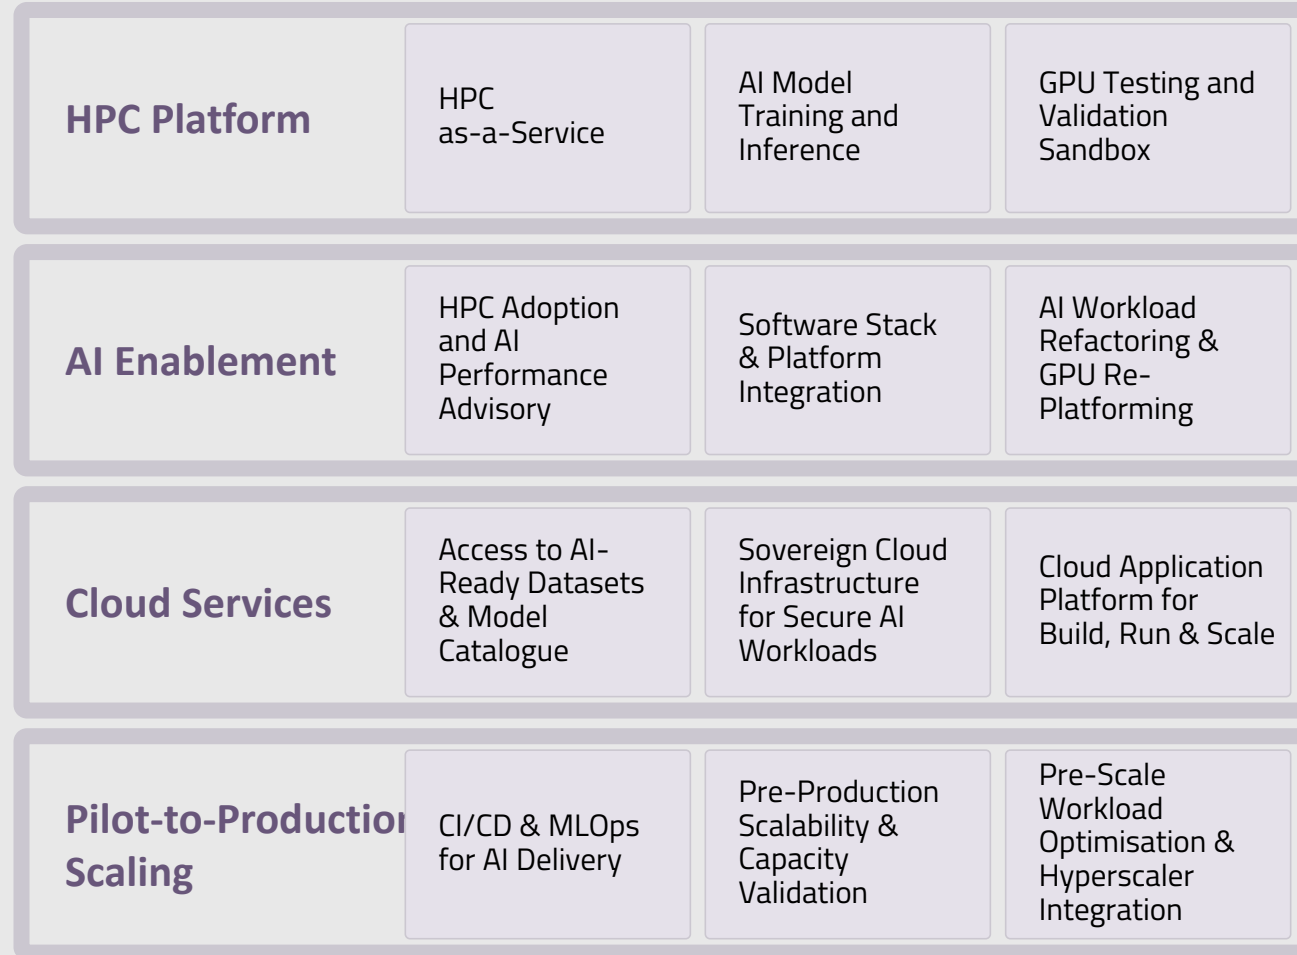 HPC Platform
HPC
as-a-Service
AI Model
Training and
Inference
GPU Testing and
Validation
Sandbox
AI Enablement
HPC Adoption
and AI
Performance
Advisory
Software Stack
& Platform
Integration
AI Workload
Refactoring &
GPU Re-
Platforming
Cloud Services
Access to AI-
Ready Datasets
& Model
Catalogue
Sovereign Cloud
Infrastructure
for Secure AI
Workloads
Cloud Application
Platform for
Build, Run & Scale
Pilot-to-Production
Scaling
CI/CD & MLOps
for AI Delivery
Pre-Production
Scalability &
Capacity
Validation
Pre-Scale
Workload
Optimisation &
Hyperscaler
Integration